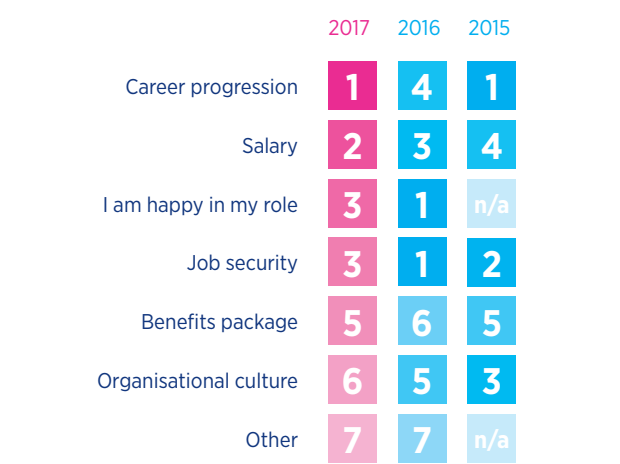 2017 2016 2015
Career progression 1 4 1
Salary 2 3 4
I am happy in my role 3 1 n/a
Job security 3 1 2
Benefits package 5 6 5
Organisational culture 6 5 3
Other 7 7 n/a